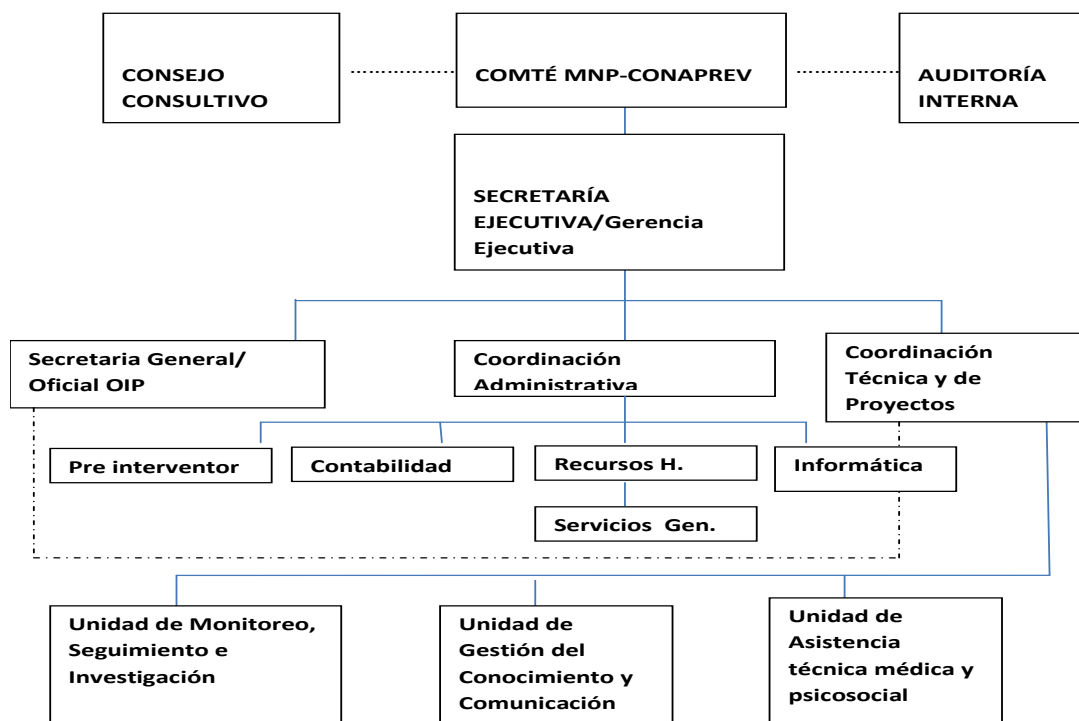 CONSEJO
CONSULTIVO
COMTÉ MNP-CONAPREV
AUDITORÍA
INTERNA
SECRETARÍA
EJECUTIVA/Gerencia
Ejecutiva
Secretaria General/
Oficial OIP
Coordinación
Administrativa
Coordinación
Técnica y de
Proyectos
Pre interventor
Contabilidad
Recursos H.
Informática
Servicios Gen.
Unidad de Monitoreo,
Seguimiento e
Investigación
Unidad de
Gestión del
Conocimiento y
Comunicación
Unidad de
Asistencia
técnica médica y
psicosocial